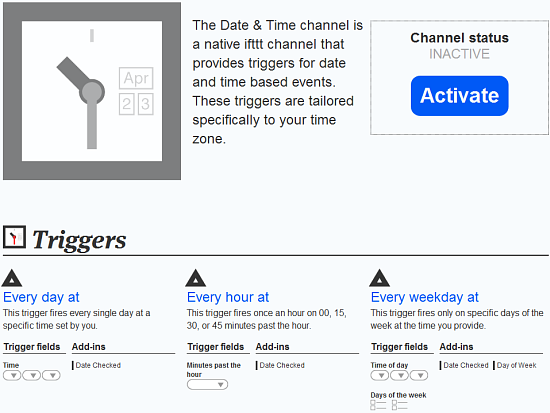 Apr
2 3
The Date & Time channel is
a native ifttt channel that
provides triggers for date
and time based events.
These triggers are tailored
specifically to your time
zone.
Channel status
INACTIVE
Activate
Triggers
Every day at
This trigger fires every single day at a
specific time set by you.
Trigger fields Add-ins
Time
Date Checked
Every hour at
This trigger fires once an hour on 00, 15,
30, or 45 minutes past the hour.
Trigger fields Add-ins
Minutes past the
hour
Date Checked
Every weekday at
This trigger fires only on specific days of the
week at the time you provide.
Trigger fields Add-ins
Time of day
Date Checked Day of Week
Days of the week